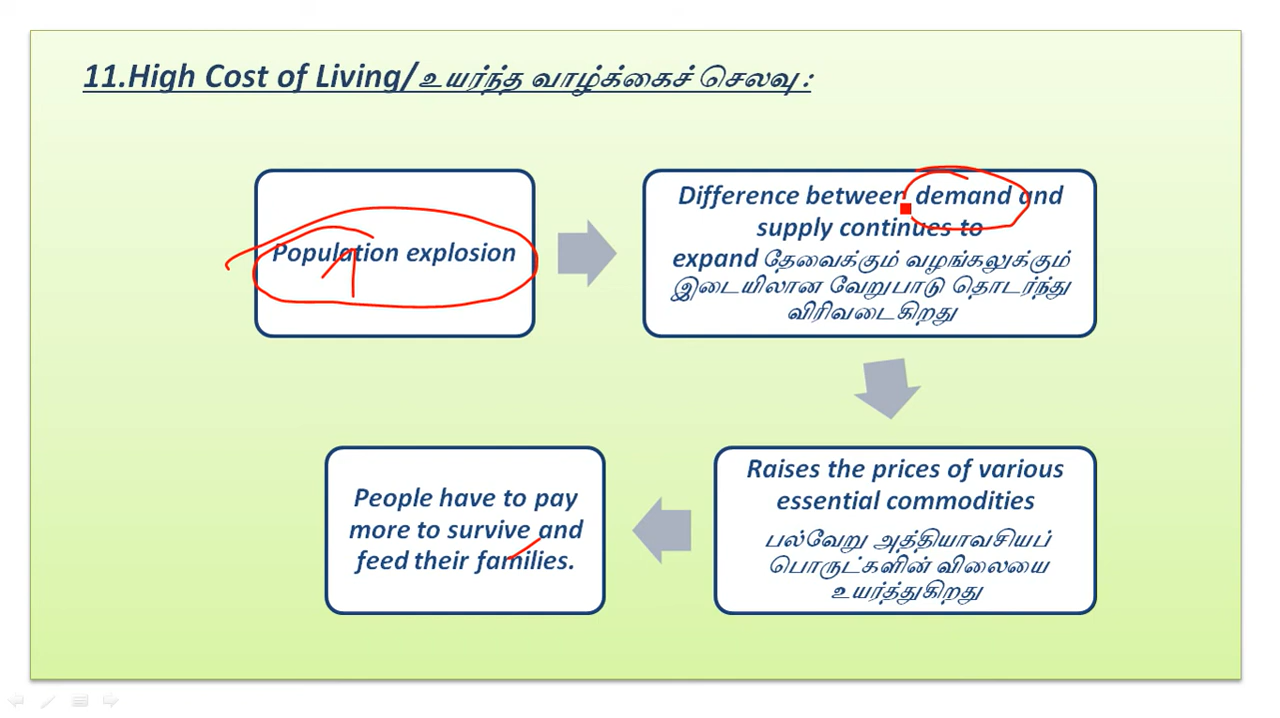 11.High Cost of Living/உயர்ந்த வாழ்க்கைச் செலவு :
Population explosion
Difference between demand and
supply continues to
expand தேவைக்கும் வழங்கலுக்கும்
இடையிலான வேறுபாடு தொடர்ந்து
விரிவடைகிறது
Raises the prices of various
essential commodities
பல்வேறு அத்தியாவசியப்
பொருட்களின் விலையை
உயர்த்துகிறது
People have to pay
more to survive and
feed their families.